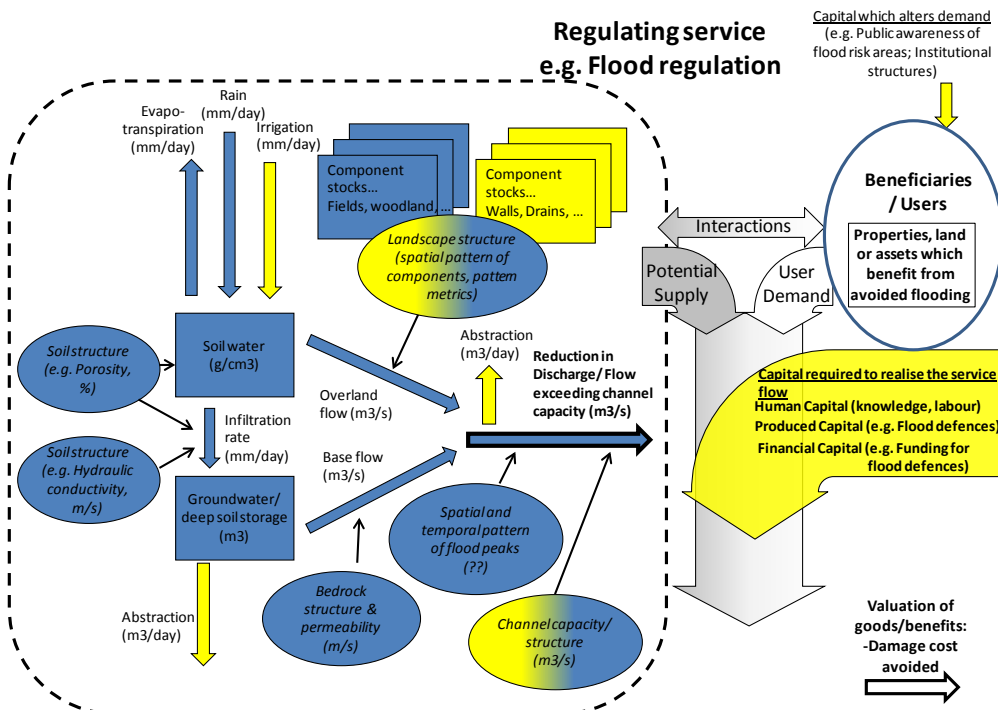 Regulating service
e.g. Flood regulation
Capital which alters demand
(e.g. Public awareness of
flood risk areas; Institutional
structures)
Evapo-
transpiration
(mm/day)
Rain
(mm/day)
Irrigation
(mm/day)
Component
stocks…
Fields, woodland, …
Component
stocks…
Walls, Drains, …
Landscape structure
(spatial pattern of
components, pattern
metrics)
Beneficiaries
/ Users
Properties, land
or assets which
benefit from
avoided flooding
Interactions
Potential
Supply
User
Demand
Soil structure
(e.g. Porosity,
%)
Soil water
(g/cm3)
Overland
flow (m3/s)
Abstraction
(m3/day)
Reduction in
Discharge/ Flow
exceeding channel
capacity (m3/s)
Capital required to realise the service
flow
Human Capital (knowledge, labour)
Produced Capital (e.g. Flood defences)
Financial Capital (e.g. Funding for
flood defences)
Infiltration
rate
(mm/day)
Soil structure
(e.g. Hydraulic
conductivity,
m/s)
Base flow
(m3/s)
Groundwater/
deep soil storage
(m3)
Spatial and
temporal pattern
of flood peaks
(??)
Bedrock
structure &
permeability
(m/s)
Channel capacity/
structure
(m3/s)
Abstraction
(m3/day)
Valuation of
goods/benefits:
-Damage cost
avoided